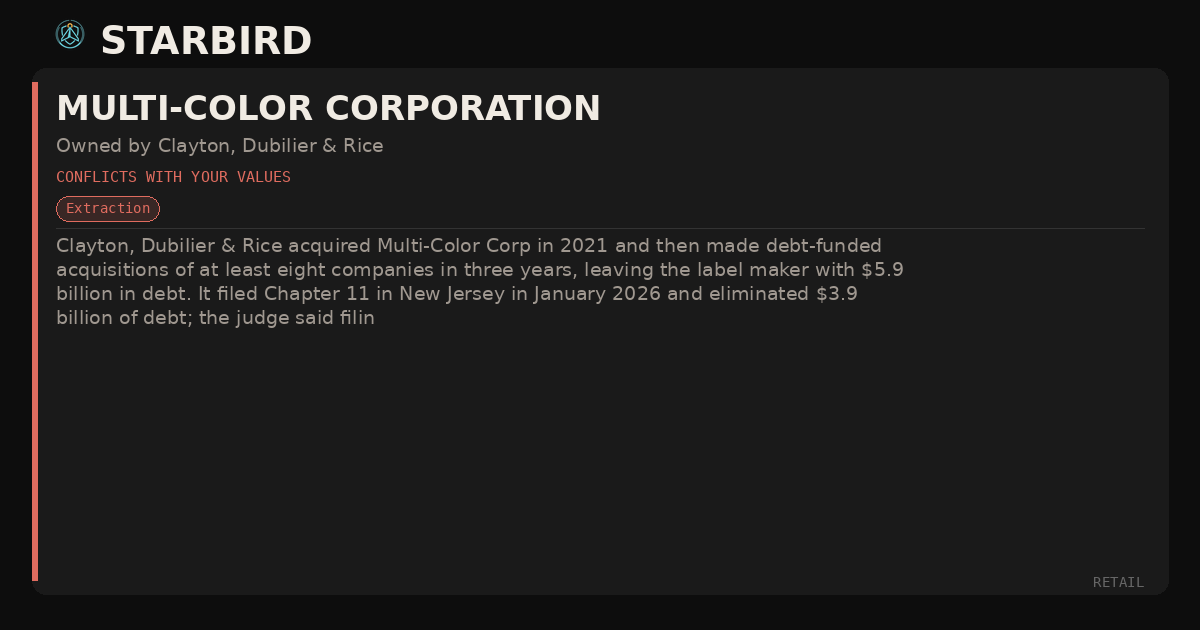 STARBIRD
MULTI-COLOR CORPORATION
Owned by Clayton, Dubilier & Rice
CONFLICTS WITH YOUR VALUES
Extraction
Clayton, Dubilier & Rice acquired Multi-Color Corp in 2021 and then made debt-funded
acquisitions of at least eight companies in three years, leaving the label maker with $5.9
billion in debt. It filed Chapter 11 in New Jersey in January 2026 and eliminated $3.9
billion of debt; the judge said filin
RETAIL